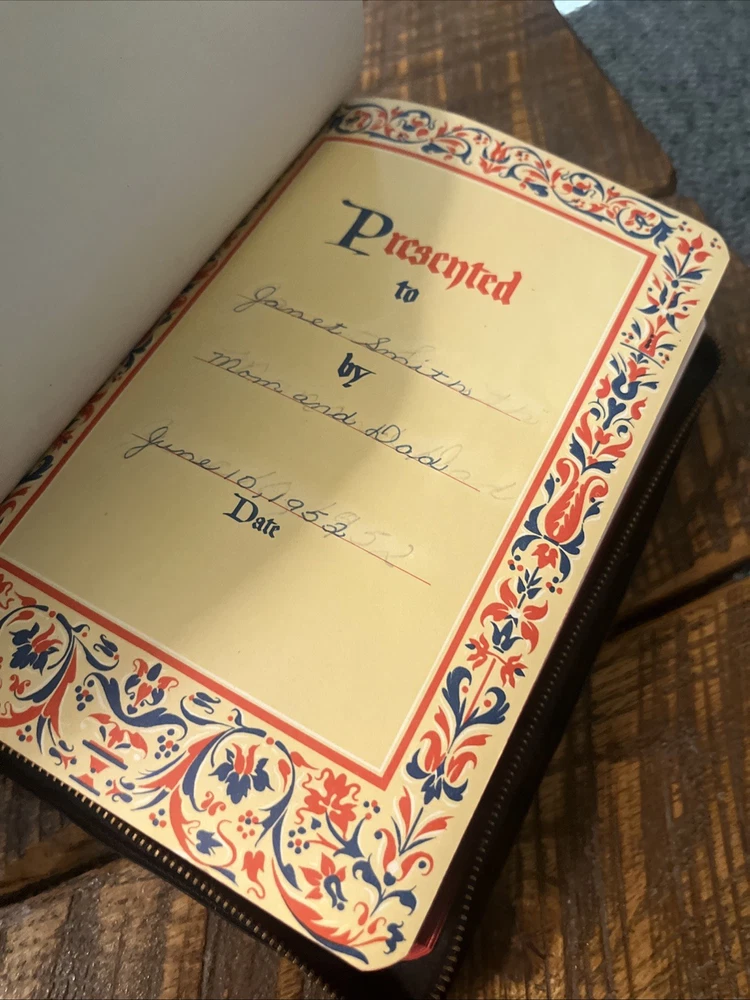 Presented
to
Janet Smith
by
Mom and Dad
June 10, 1952
Date